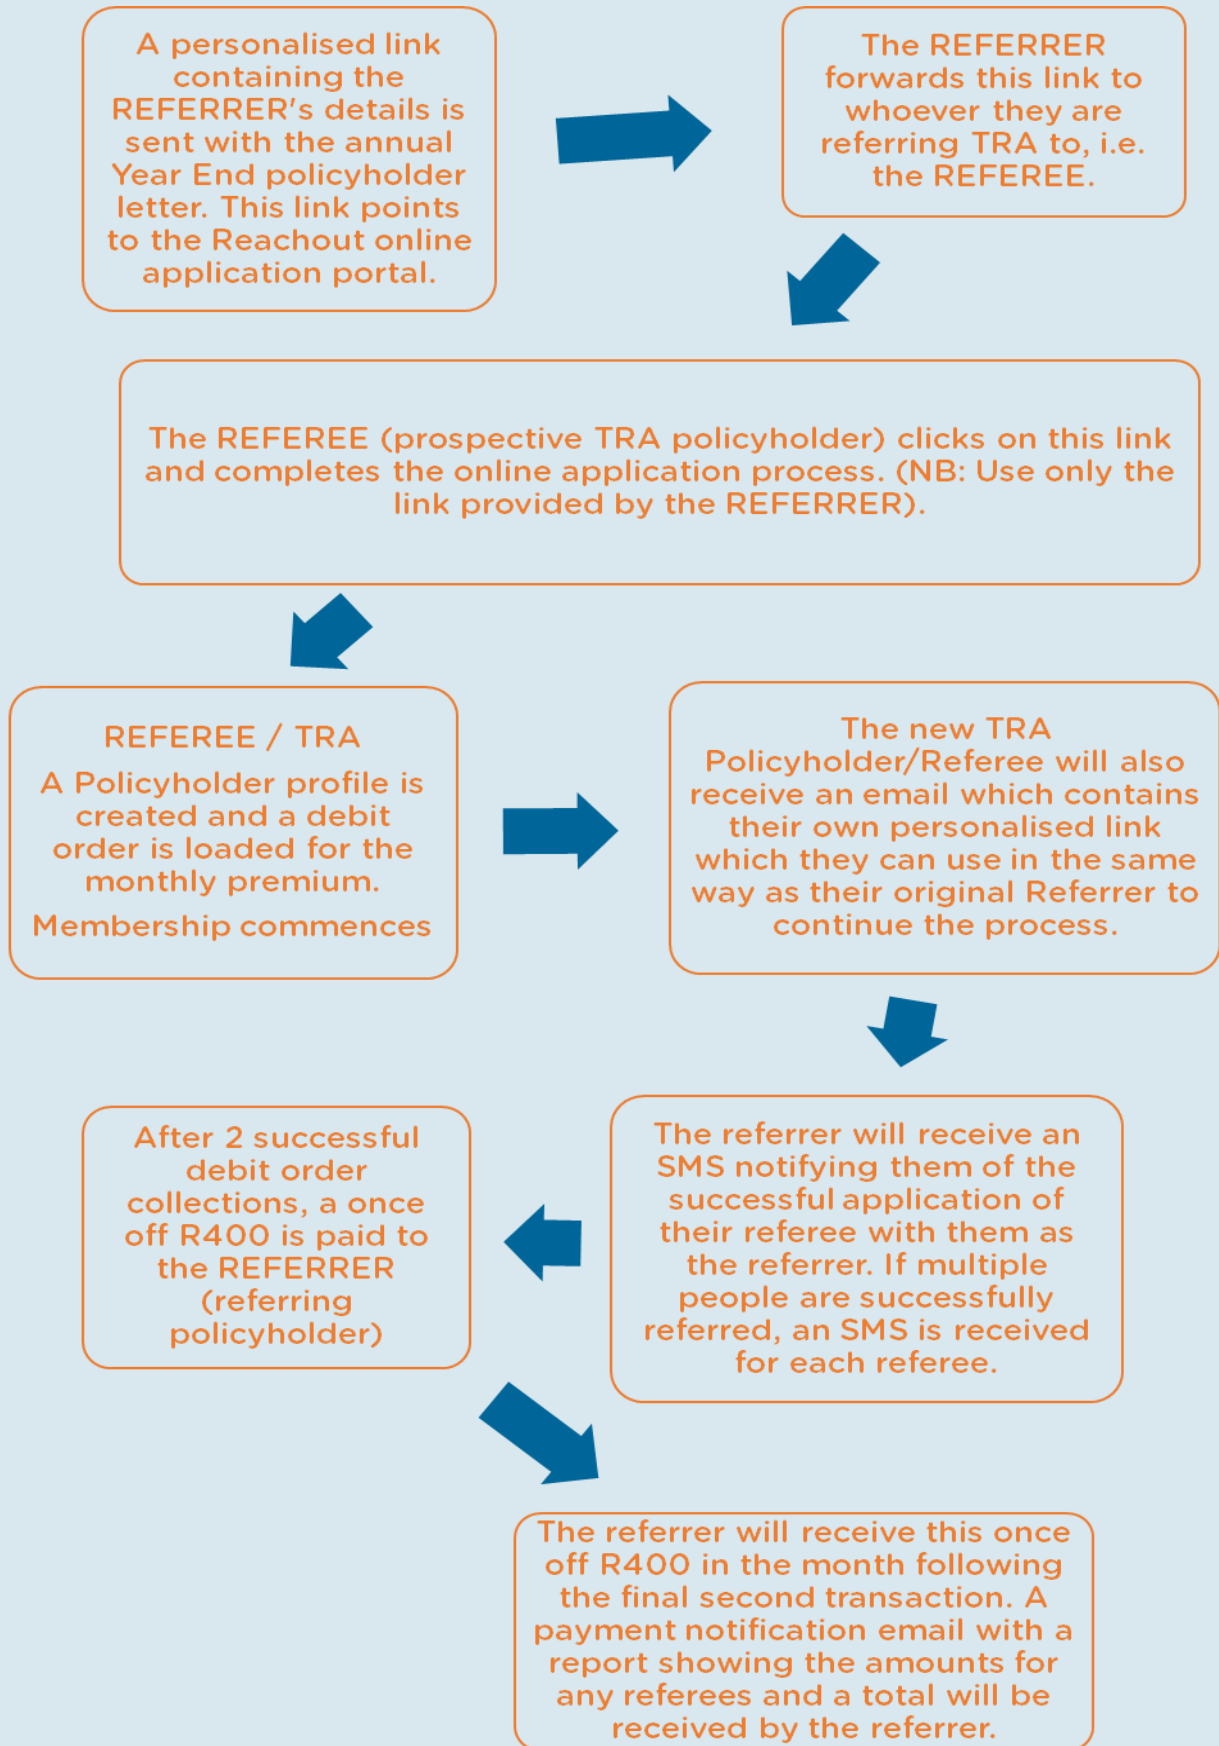 A personalised link
containing the
REFERRER's details is
sent with the annual
Year End policyholder
letter. This link points
to the Reachout online
application portal.
The REFERRER
forwards this link to
whoever they are
referring TRA to, i.e.
the REFEREE.
The REFEREE (prospective TRA policyholder) clicks on this link
and completes the online application process. (NB: Use only the
link provided by the REFERRER).
REFEREE / TRA
A Policyholder profile is
created and a debit
order is loaded for the
monthly premium.
Membership commences
The new TRA
Policyholder/Referee will also
receive an email which contains
their own personalised link
which they can use in the same
way as their original Referrer to
continue the process.
The referrer will receive an
SMS notifying them of the
successful application of
their referee with them as
the referrer. If multiple
people are successfully
referred, an SMS is received
for each referee.
After 2 successful
debit order
collections, a once
off R400 is paid to
the REFERRER
(referring
policyholder)
The referrer will receive this once
off R400 in the month following
the final second transaction. A
payment notification email with a
report showing the amounts for
any referees and a total will be
received by the referrer.